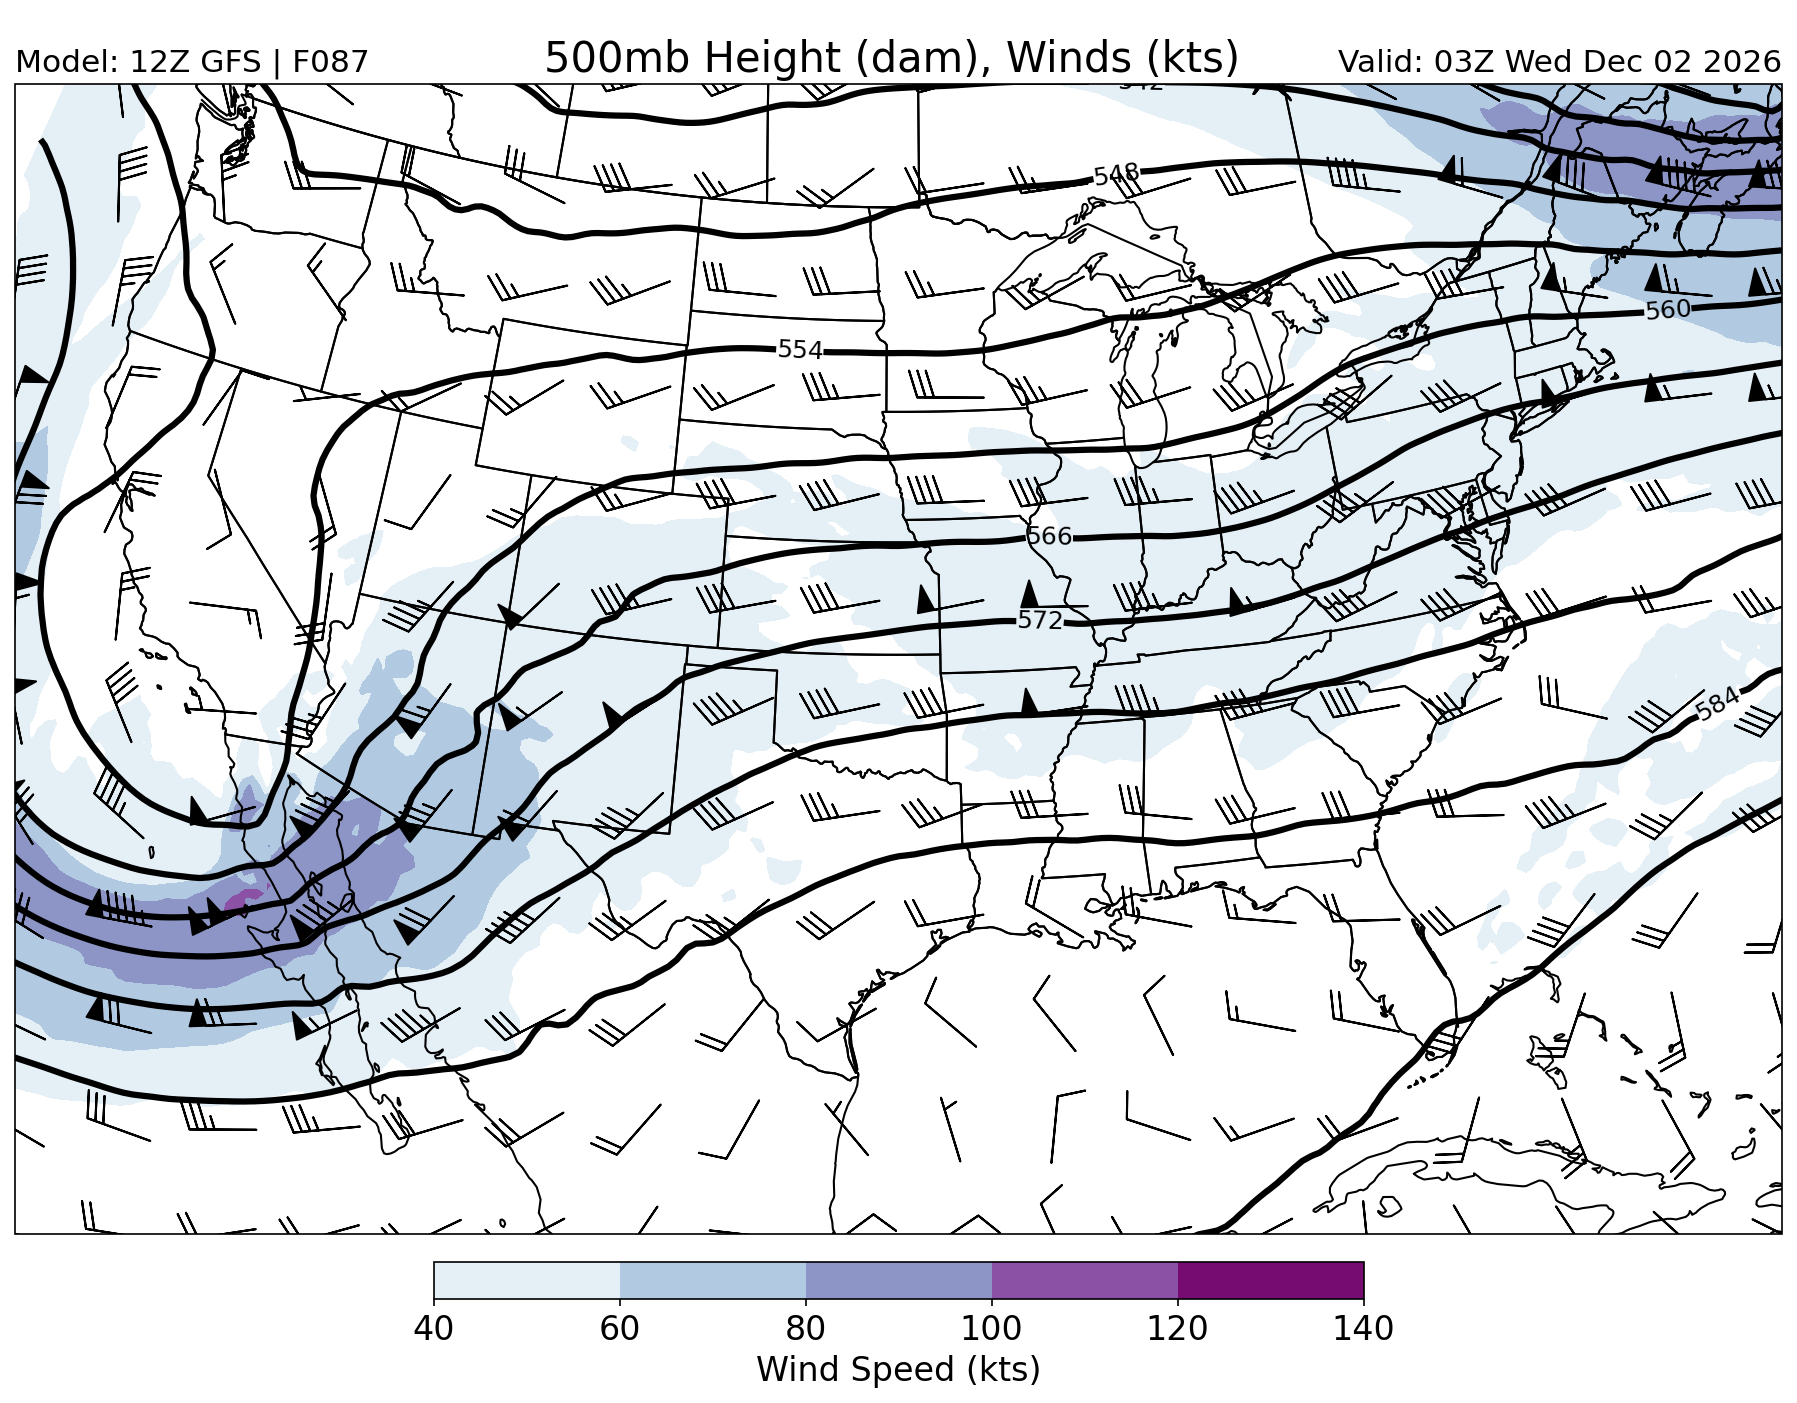 Model: 12Z GFS | F087
500mb Height (dam), Winds (kts)
Valid: 03Z Wed Dec 02 2026
548
554
560
566
572
584
40 60 80 100 120 140
Wind Speed (kts)